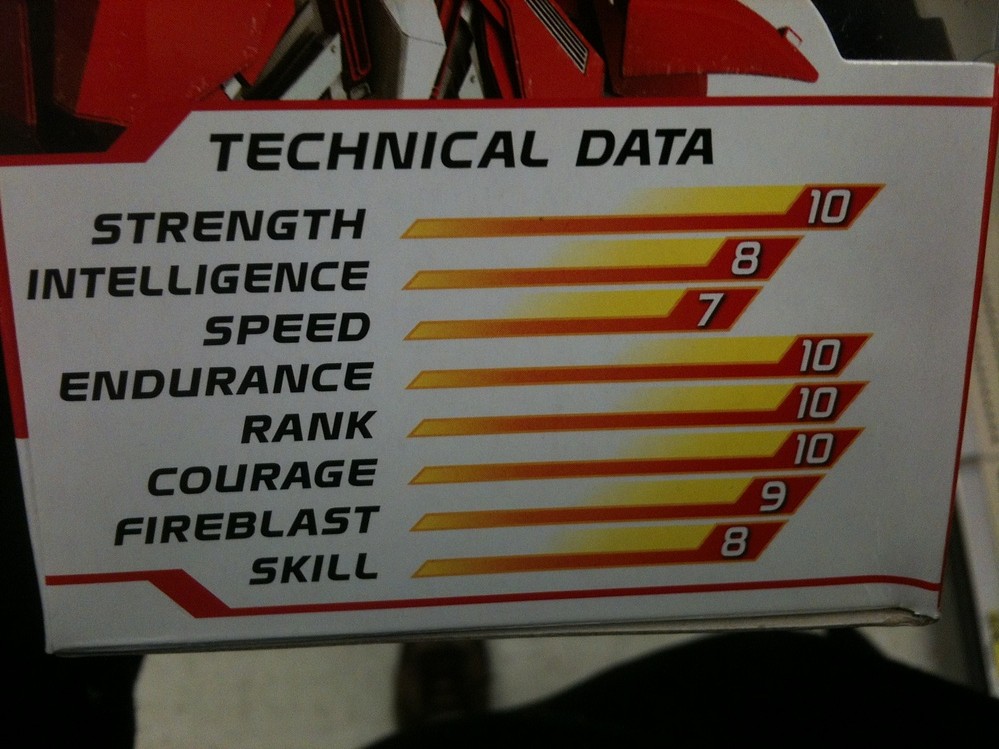 TECHNICAL DATA
STRENGTH 10
INTELLIGENCE 8
SPEED 7
ENDURANCE 10
RANK 10
COURAGE 10
FIREBLAST 9
SKILL 8